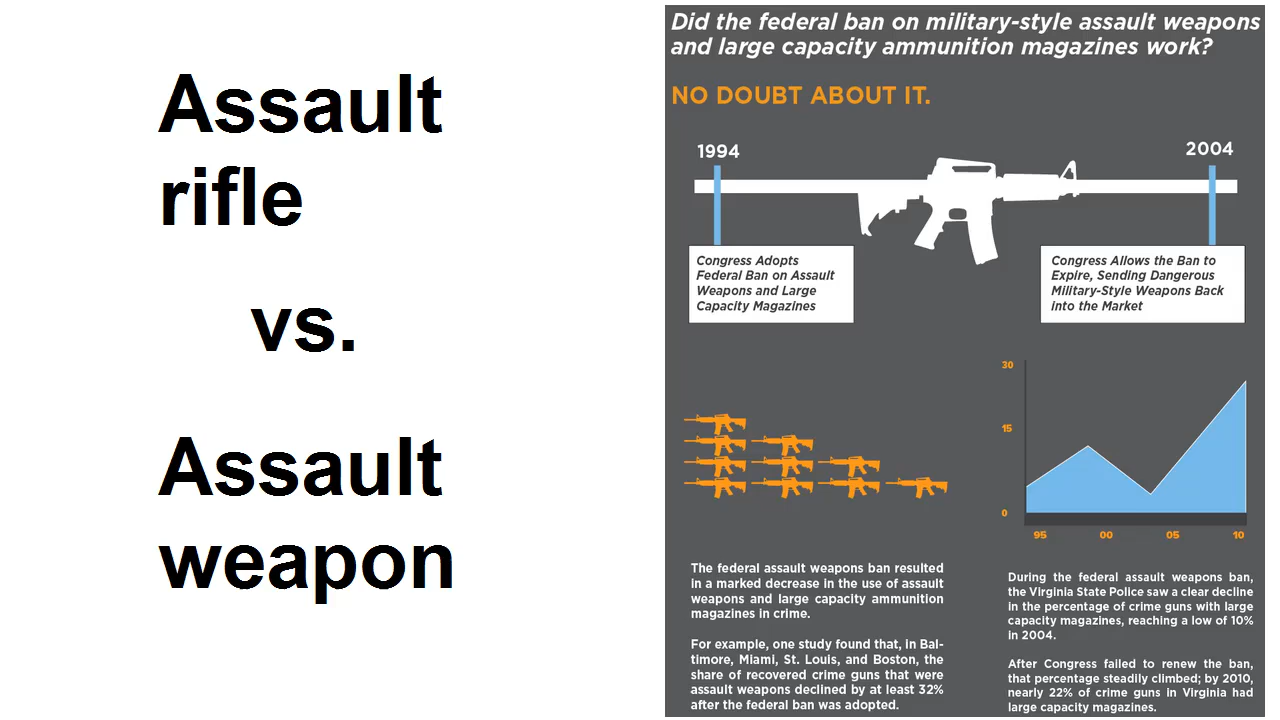 Assault
rifle
vs.
Assault
weapon
Did the federal ban on military-style assault weapons
and large capacity ammunition magazines work?
NO DOUBT ABOUT IT.
1994
2004
Congress Adopts
Federal Ban on Assault
Weapons and Large
Capacity Magazines
Congress Allows the Ban to
Expire, Sending Dangerous
Military-Style Weapons Back
into the Market
30
15
0
95 00 05 10
The federal assault weapons ban resulted
in a marked decrease in the use of assault
weapons and large capacity ammunition
magazines in crime.
For example, one study found that, in Bal-
timore, Miami, St. Louis, and Boston, the
share of recovered crime guns that were
assault weapons declined by at least 32%
after the federal ban was adopted.
During the federal assault weapons ban,
the Virginia State Police saw a clear decline
in the percentage of crime guns with large
capacity magazines, reaching a low of 10%
in 2004.
After Congress failed to renew the ban,
that percentage steadily climbed; by 2010,
nearly 22% of crime guns in Virginia had
large capacity magazines.